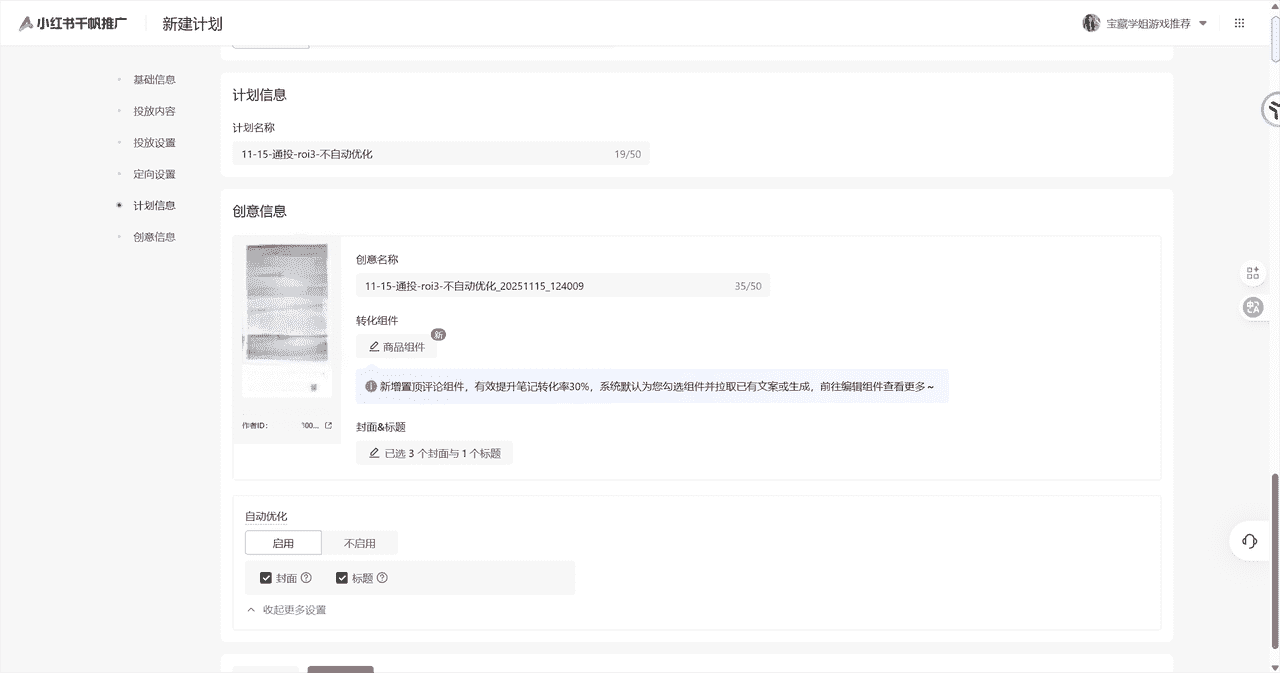 小红书千帆推广
新建计划
宝藏学姐游戏推荐
基础信息
投放内容
投放设置
定向设置
计划信息
创意信息
计划信息
计划名称
11-15-通投-roi3-不自动优化
19/50
创意信息
作者ID：
100...
创意名称
11-15-通投-roi3-不自动优化_20251115_124009
35/50
转化组件
新
商品组件
新增置顶评论组件，有效提升笔记转化率30%，系统默认为您勾选组件并拉取已有文案或生成，前往编辑组件查看更多~
封面&标题
已选 3 个封面与 1 个标题
自动优化
启用
不启用
封面
标题
收起更多设置